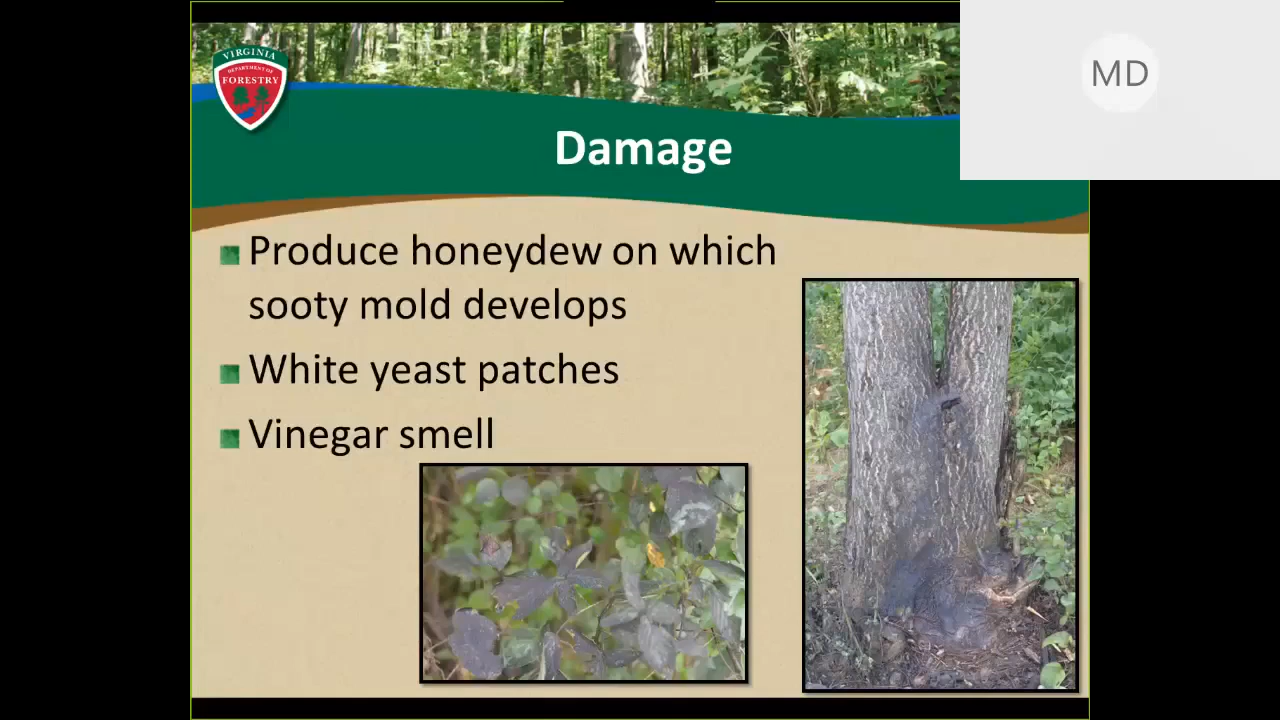 VIRGINIA
DEPARTMENT OF
FORESTRY
MD
Damage
Produce honeydew on which
sooty mold develops
White yeast patches
Vinegar smell